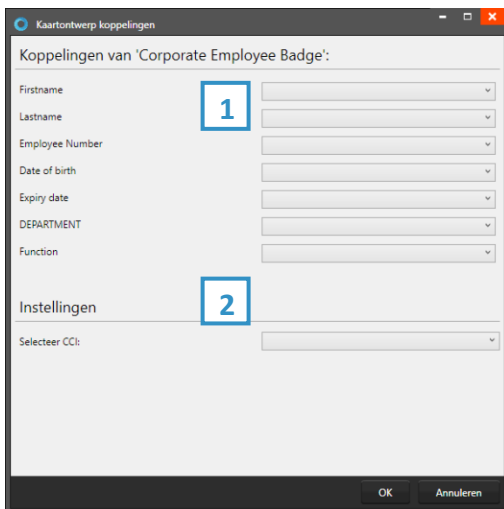 Kaartontwerp koppelingen
Koppelingen van 'Corporate Employee Badge':
Firstname
1
Lastname
Employee Number
Date of birth
Expiry date
DEPARTMENT
Function
2
Instellingen
Selecteer CCI:
OK Annuleren